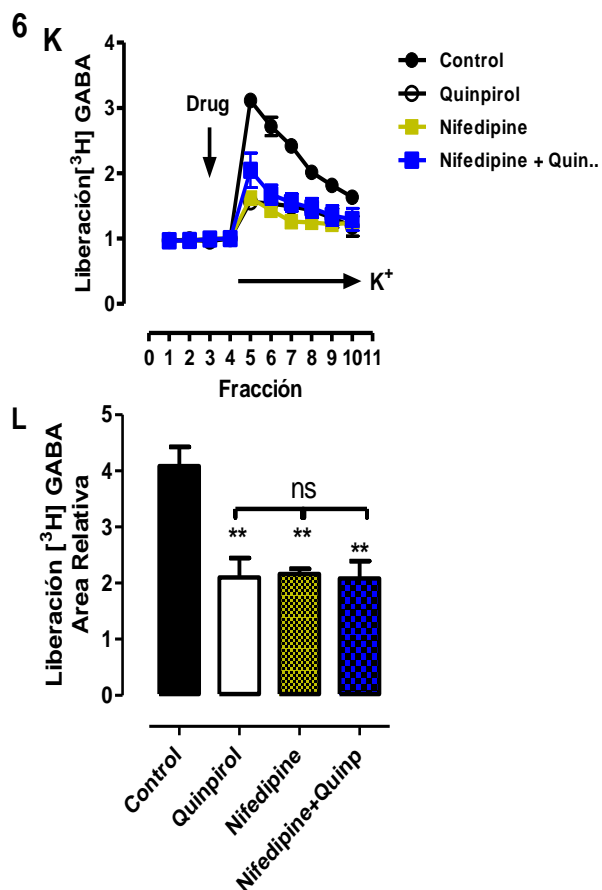 6
K
Liberación[³H] GABA
4
3
2
1
0
Drug
K⁺
Control
Quinpirol
Nifedipine
Nifedipine + Quin..
0 1 2 3 4 5 6 7 8 9 10 11
Fracción
L
Liberación [³H] GABA
Area Relativa
5
4
3
2
1
0
ns
** ** **
Control
Quinpirol
Nifedipine
Nifedipine+Quinp